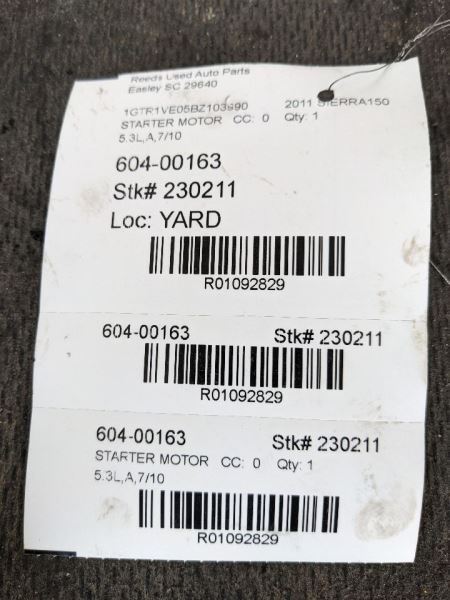 Reeds Used Auto Parts
Easley SC 29640
1GTR1VE05BZ103990 2011 SIERRA150
STARTER MOTOR CC: 0 Qty: 1
5.3L,A,7/10
604-00163
Stk# 230211
Loc: YARD
R01092829
604-00163 Stk# 230211
R01092829
604-00163 Stk# 230211
STARTER MOTOR CC: 0 Qty: 1
5.3L,A,7/10
R01092829